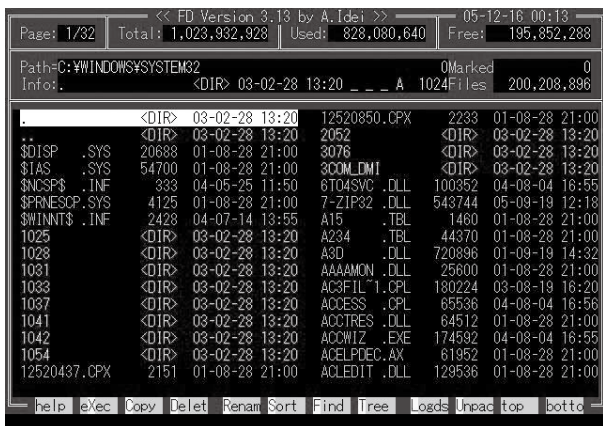 << FD Version 3.13 by A.Idei >> 05-12-16 00:13
Page: 1/32 Total: 1,023,932,928 Used: 828,080,640 Free: 195,852,288
Path=C:¥WINDOWS¥SYSTEM32 0Marked 0
Info:. <DIR> 03-02-28 13:20 _ _ _ A 1024Files 200,208,896
. <DIR> 03-02-28 13:20 12520850.CPX 2233 01-08-28 21:00
.. <DIR> 03-02-28 13:20 2052 <DIR> 03-02-28 13:20
$DISP .SYS 20688 01-08-28 21:00 3076 <DIR> 03-02-28 13:20
$IAS .SYS 54700 01-08-28 21:00 3COM_DMI <DIR> 03-02-28 13:20
$NCSP$ .INF 333 04-05-25 11:50 6TO4SVC .DLL 100352 04-08-04 16:55
$PRNESCP.SYS 4125 01-08-28 21:00 7-ZIP32 .DLL 543744 05-09-19 12:18
$WINNT$ .INF 2428 04-07-14 13:55 A15 .TBL 1460 01-08-28 21:00
1025 <DIR> 03-02-28 13:20 A234 .TBL 44370 01-08-28 21:00
1028 <DIR> 03-02-28 13:20 A3D .DLL 720896 01-09-19 14:32
1031 <DIR> 03-02-28 13:20 AAAAMON .DLL 25600 01-08-28 21:00
1033 <DIR> 03-02-28 13:20 AC3FIL~1.CPL 180224 03-08-19 16:20
1037 <DIR> 03-02-28 13:20 ACCESS .CPL 65536 04-08-04 16:56
1041 <DIR> 03-02-28 13:20 ACCTRES .DLL 64512 01-08-28 21:00
1042 <DIR> 03-02-28 13:20 ACCWIZ .EXE 174592 04-08-04 16:55
1054 <DIR> 03-02-28 13:20 ACELPDEC.AX 61952 01-08-28 21:00
12520437.CPX 2151 01-08-28 21:00 ACLEDIT .DLL 129536 01-08-28 21:00
help eXec Copy Delet Renam Sort Find Tree Logds Unpac top botto